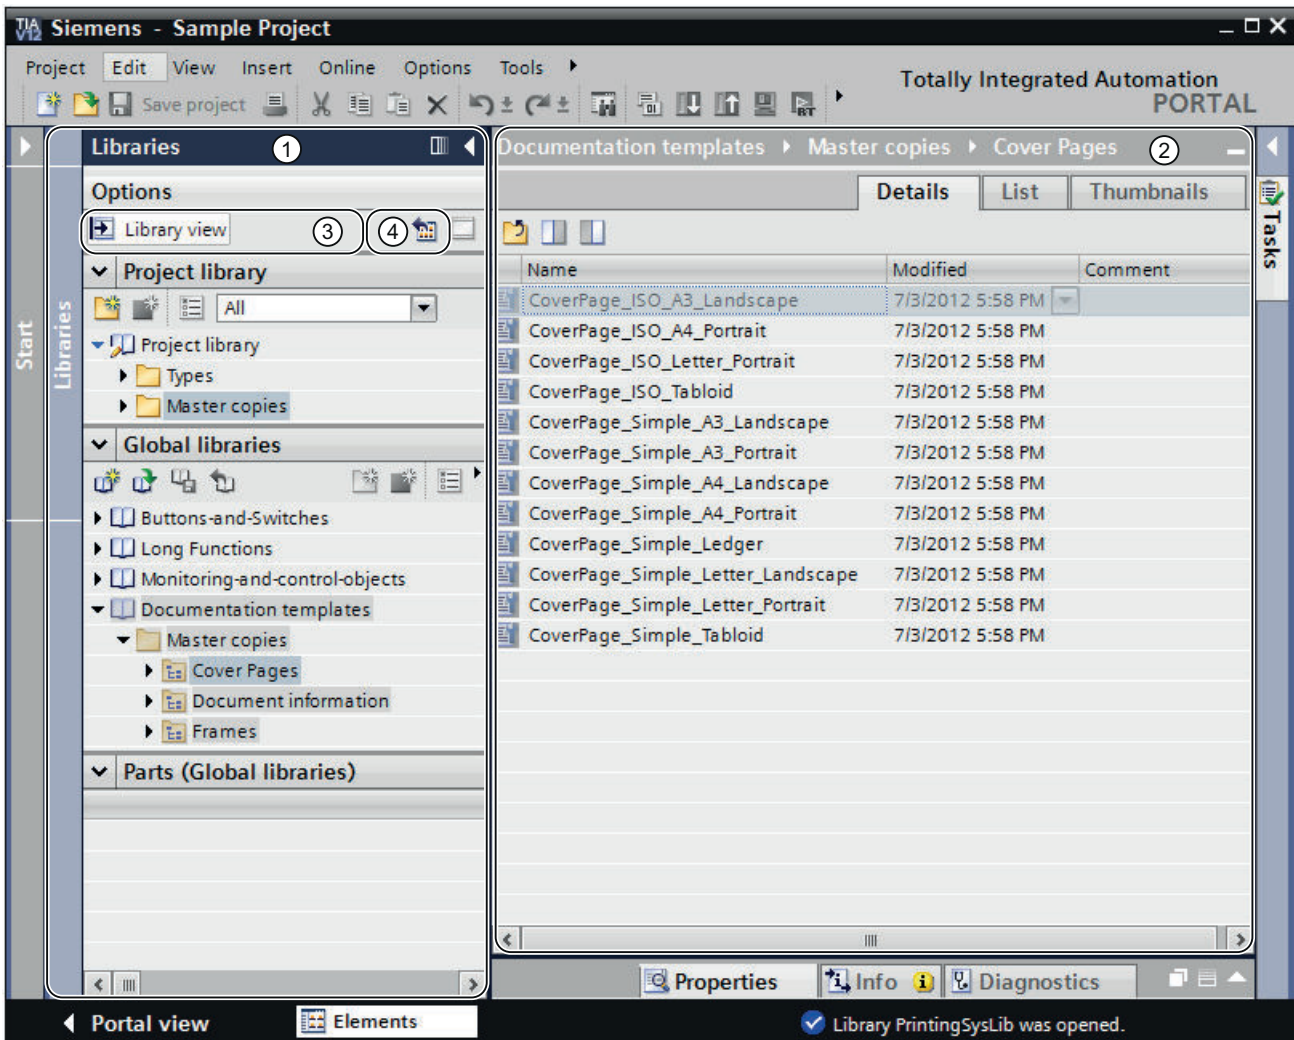 TIA V12 Siemens - Sample Project
Project Edit View Insert Online Options Tools
Totally Integrated Automation
PORTAL
Save project
Start
Libraries
Libraries 1
Options
Library view 3 4
Project library
All
Project library
Types
Master copies
Global libraries
Buttons-and-Switches
Long Functions
Monitoring-and-control-objects
Documentation templates
Master copies
Cover Pages
Document information
Frames
Parts (Global libraries)
Documentation templates Master copies Cover Pages 2
Details List Thumbnails
Name Modified Comment
CoverPage_ISO_A3_Landscape 7/3/2012 5:58 PM
CoverPage_ISO_A4_Portrait 7/3/2012 5:58 PM
CoverPage_ISO_Letter_Portrait 7/3/2012 5:58 PM
CoverPage_ISO_Tabloid 7/3/2012 5:58 PM
CoverPage_Simple_A3_Landscape 7/3/2012 5:58 PM
CoverPage_Simple_A3_Portrait 7/3/2012 5:58 PM
CoverPage_Simple_A4_Landscape 7/3/2012 5:58 PM
CoverPage_Simple_A4_Portrait 7/3/2012 5:58 PM
CoverPage_Simple_Ledger 7/3/2012 5:58 PM
CoverPage_Simple_Letter_Landscape 7/3/2012 5:58 PM
CoverPage_Simple_Letter_Portrait 7/3/2012 5:58 PM
CoverPage_Simple_Tabloid 7/3/2012 5:58 PM
Tasks
Properties Info Diagnostics
Portal view Elements Library PrintingSysLib was opened.